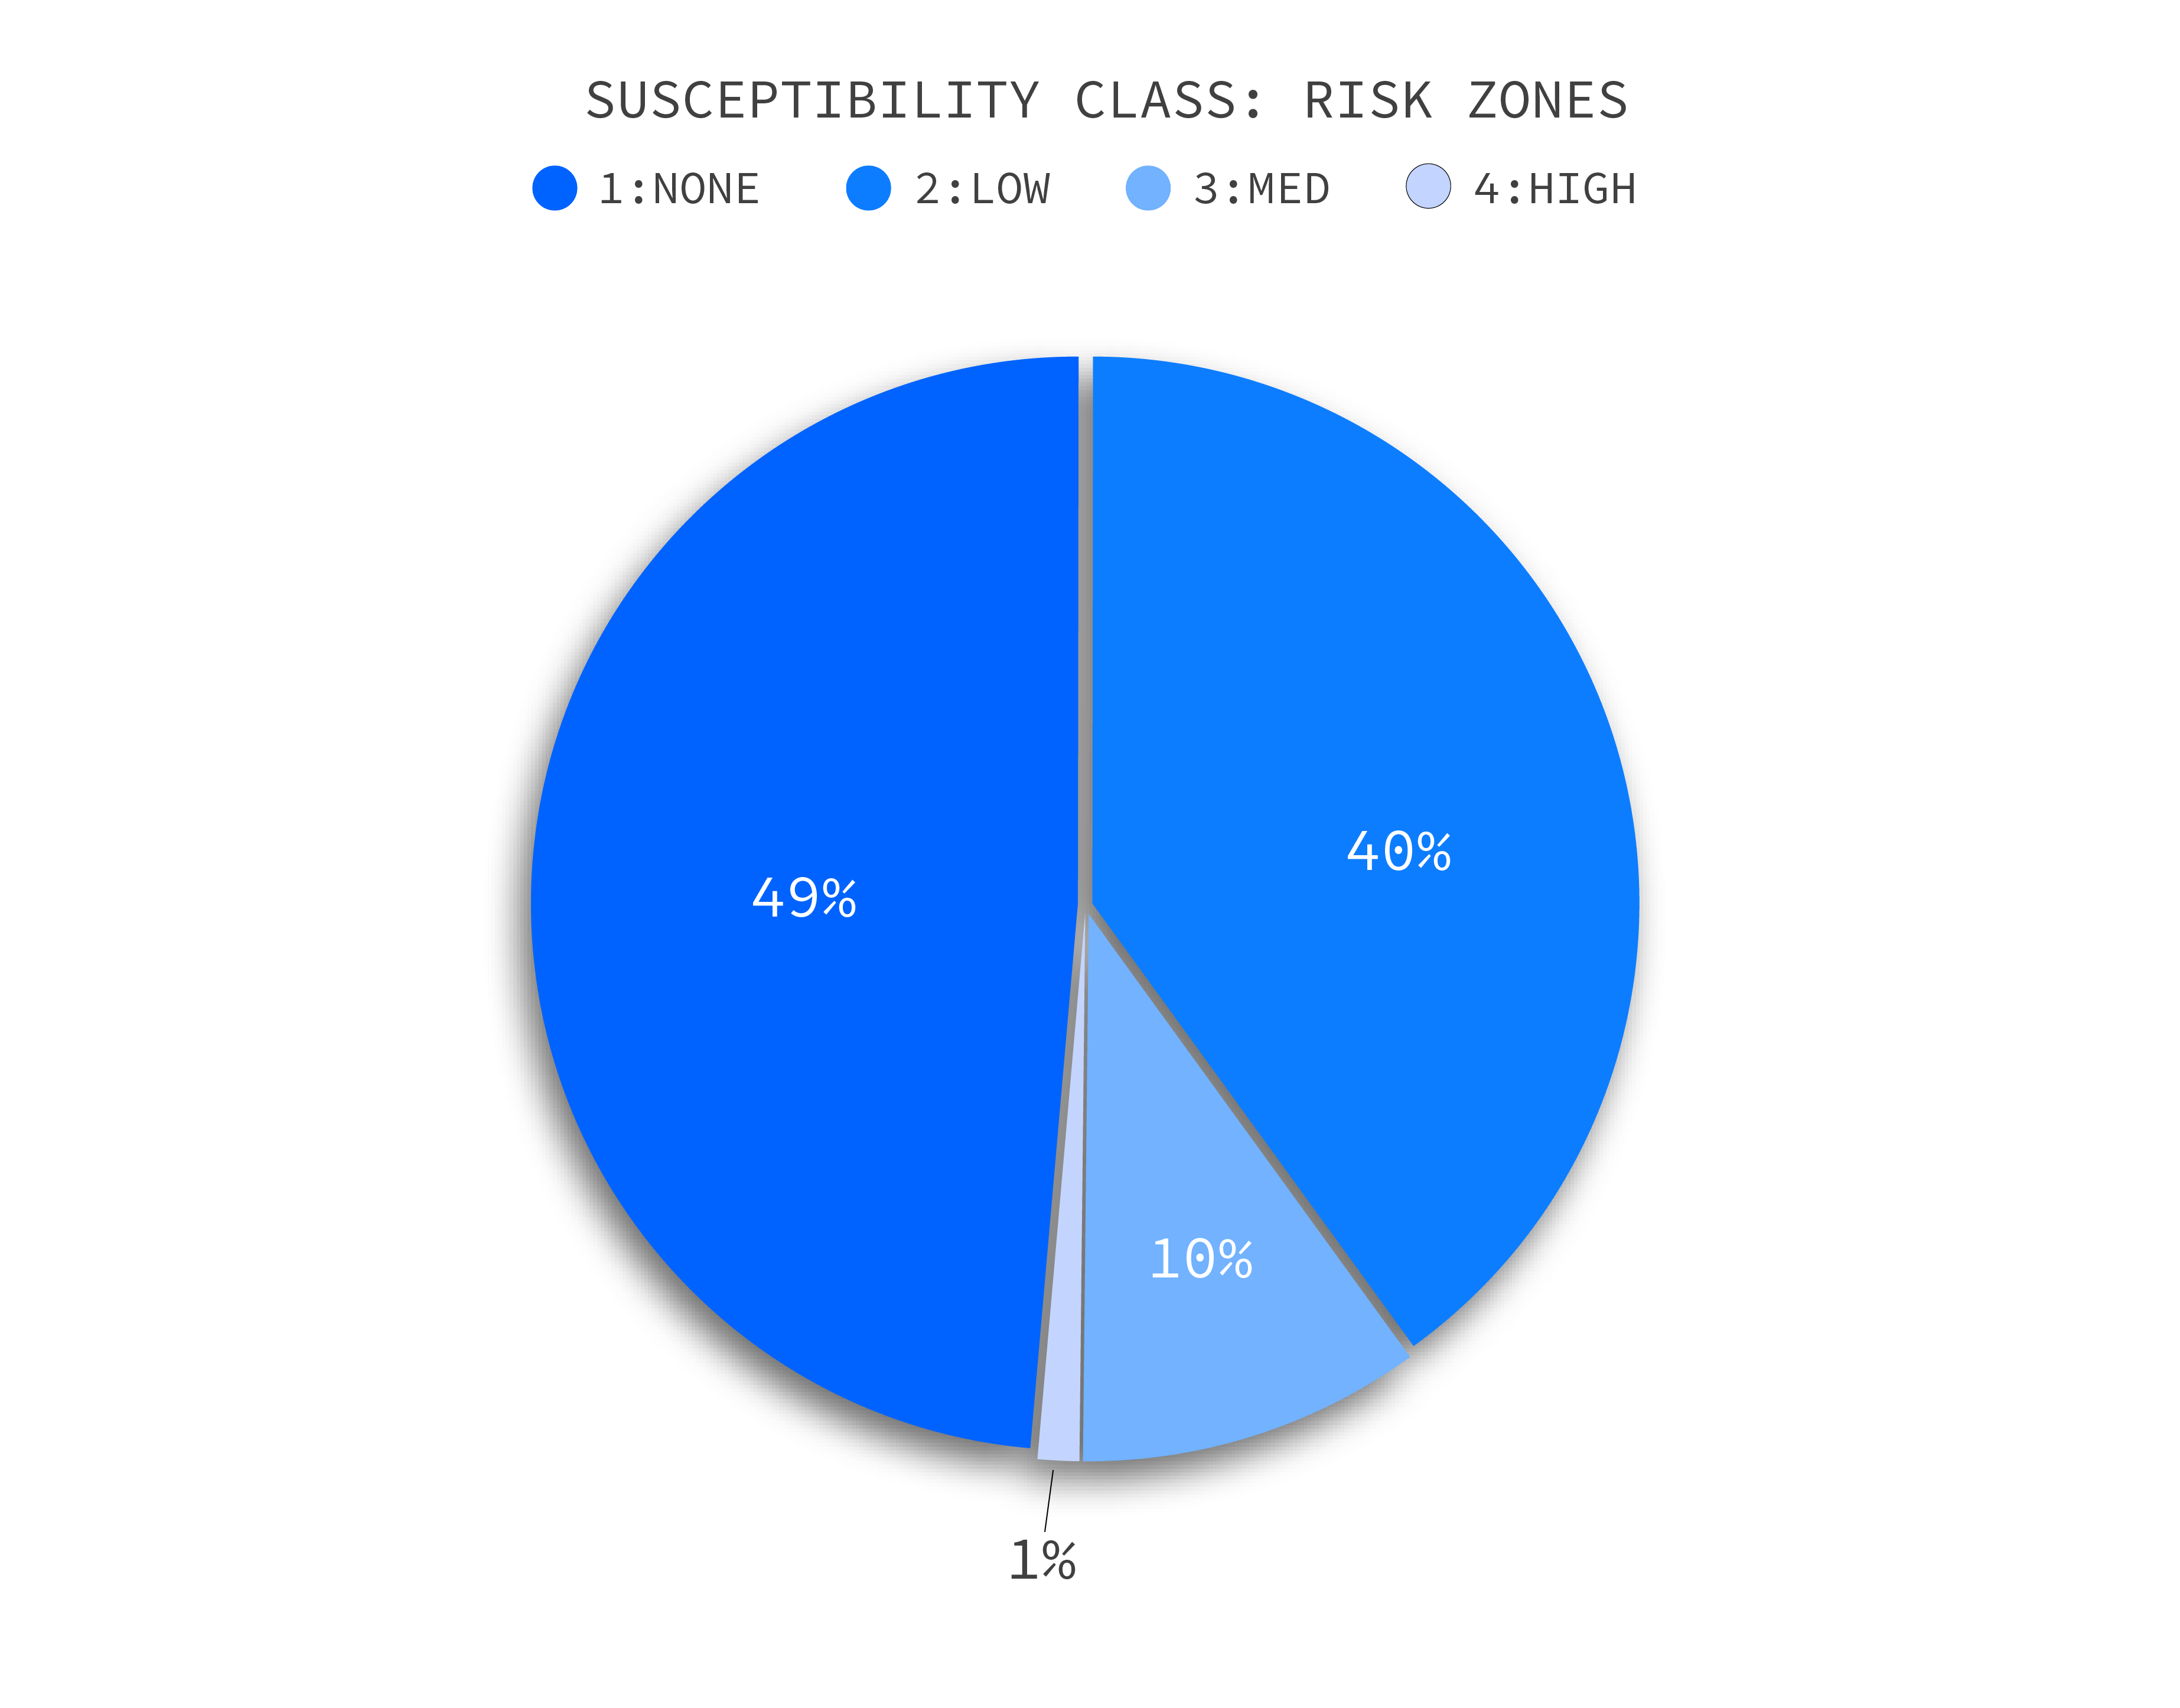 SUSCEPTIBILITY CLASS: RISK ZONES
1:NONE 2:LOW 3:MED 4:HIGH
40%
49%
10%
1%